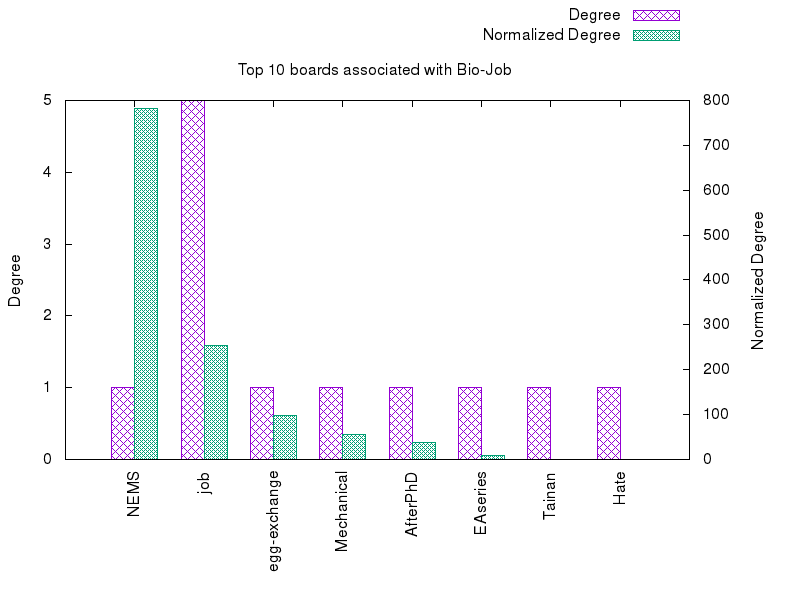 Degree
Normalized Degree
Top 10 boards associated with Bio-Job
5
4
3
2
1
0
Degree
800
700
600
500
400
300
200
100
0
Normalized Degree
NEMS
job
egg-exchange
Mechanical
AfterPhD
EAseries
Tainan
Hate